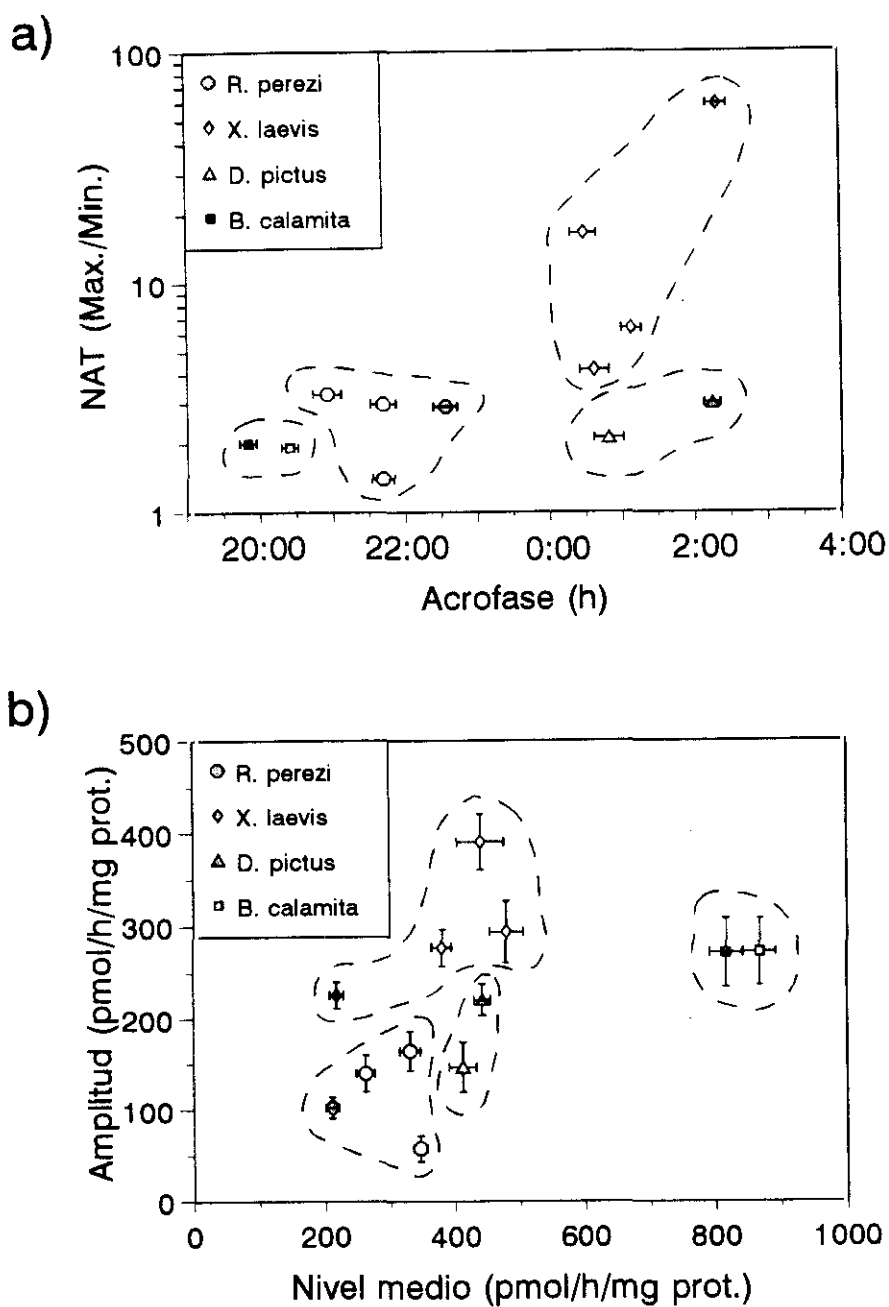 a)
100
10
1
NAT (Max./Min.)
R. perezi
X. laevis
D. pictus
B. calamita
20:00 22:00 0:00 2:00 4:00
Acrofase (h)
b)
500
400
300
200
100
0
Amplitud (pmol/h/mg prot.)
R. perezi
X. laevis
D. pictus
B. calamita
0 200 400 600 800 1000
Nivel medio (pmol/h/mg prot.)